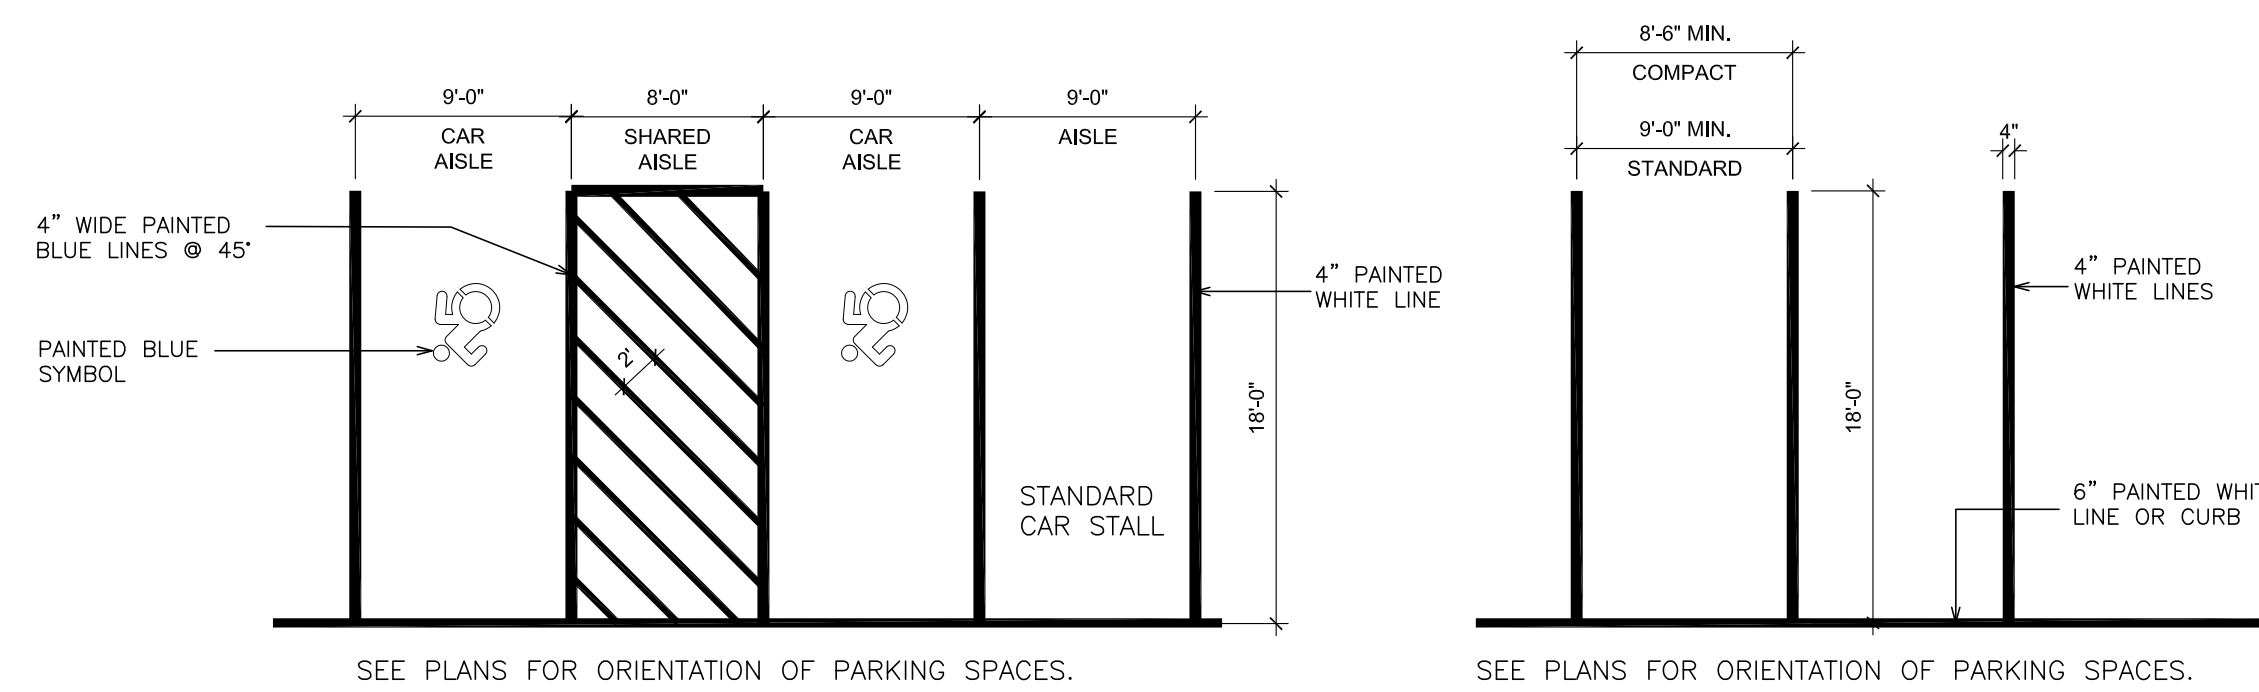 9'-0"
8'-0"
9'-0"
9'-0"
CAR
AISLE
SHARED
AISLE
CAR
AISLE
AISLE
4” WIDE PAINTED
BLUE LINES @ 45°
PAINTED BLUE
SYMBOL
2'
4” PAINTED
WHITE LINE
18'-0"
STANDARD
CAR STALL
SEE PLANS FOR ORIENTATION OF PARKING SPACES.
8'-6" MIN.
COMPACT
9'-0" MIN.
STANDARD
4"
4” PAINTED
WHITE LINES
18'-0"
6” PAINTED WHIT
LINE OR CURB
SEE PLANS FOR ORIENTATION OF PARKING SPACES.